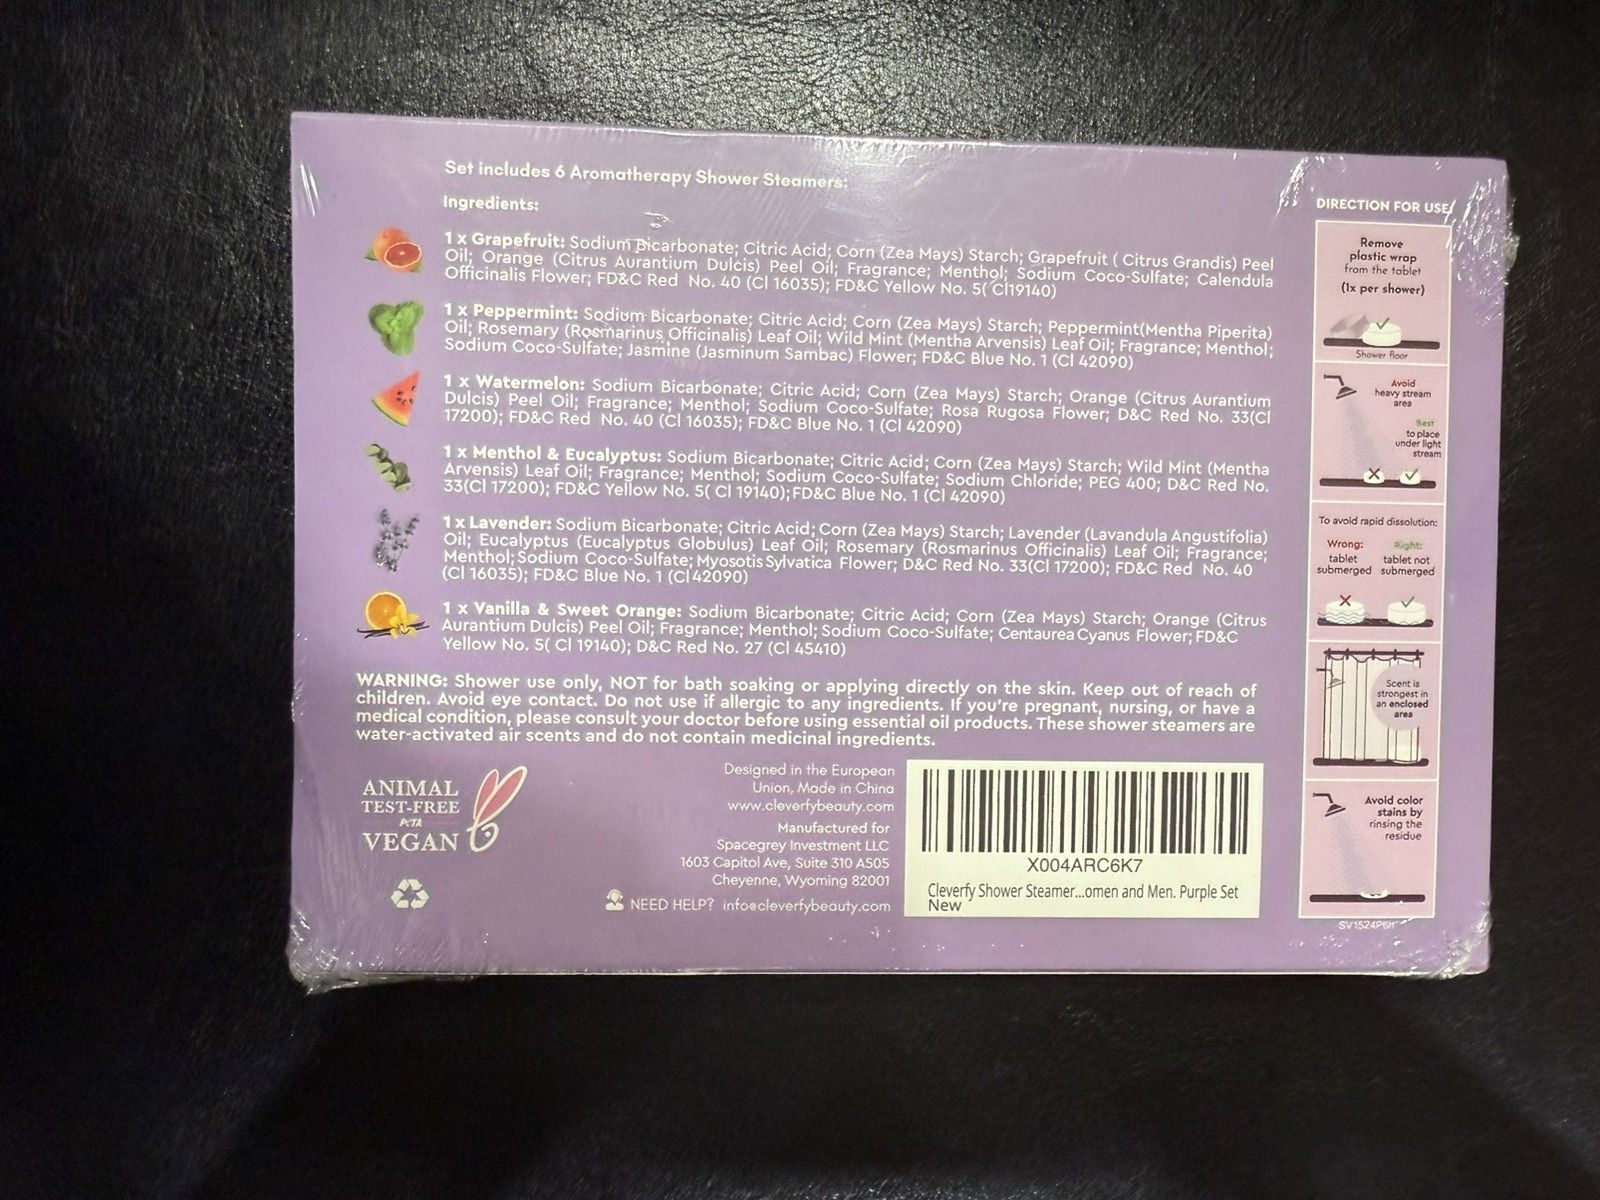 Set includes 6 Aromatherapy Shower Steamers:
Ingredients:
1 x Grapefruit: Sodium Bicarbonate; Citric Acid; Corn (Zea Mays) Starch; Grapefruit ( Citrus Grandis) Peel
Oil; Orange (Citrus Aurantium Dulcis) Peel Oil; Fragrance; Menthol; Sodium Coco-Sulfate; Calendula
Officinalis Flower; FD&C Red No. 40 (Cl 16035); FD&C Yellow No. 5( Cl19140)
1 x Peppermint: Sodium Bicarbonate; Citric Acid; Corn (Zea Mays) Starch; Peppermint(Mentha Piperita)
Oil; Rosemary (Rosmarinus Officinalis) Leaf Oil; Wild Mint (Mentha Arvensis) Leaf Oil; Fragrance; Menthol;
Sodium Coco-Sulfate; Jasmine (Jasminum Sambac) Flower; FD&C Blue No. 1 (Cl 42090)
1 x Watermelon: Sodium Bicarbonate; Citric Acid; Corn (Zea Mays) Starch; Orange (Citrus Aurantium
Dulcis) Peel Oil; Fragrance; Menthol; Sodium Coco-Sulfate; Rosa Rugosa Flower; D&C Red No. 33(Cl
17200); FD&C Red No. 40 (Cl 16035); FD&C Blue No. 1 (Cl 42090)
1 x Menthol & Eucalyptus: Sodium Bicarbonate; Citric Acid; Corn (Zea Mays) Starch; Wild Mint (Mentha
Arvensis) Leaf Oil; Fragrance; Menthol; Sodium Coco-Sulfate; Sodium Chloride; PEG 400; D&C Red No.
33(Cl 17200); FD&C Yellow No. 5( Cl 19140);FD&C Blue No. 1 (Cl 42090)
1 x Lavender: Sodium Bicarbonate; Citric Acid; Corn (Zea Mays) Starch; Lavender (Lavandula Angustifolia)
Oil; Eucalyptus (Eucalyptus Globulus) Leaf Oil; Rosemary (Rosmarinus Officinalis) Leaf Oil; Fragrance;
Menthol; Sodium Coco-Sulfate; Myosotis Sylvatica Flower; D&C Red No. 33(Cl 17200); FD&C Red No. 40
(Cl 16035); FD&C Blue No. 1 (Cl 42090)
1 x Vanilla & Sweet Orange: Sodium Bicarbonate; Citric Acid; Corn (Zea Mays) Starch; Orange (Citrus
Aurantium Dulcis) Peel Oil; Fragrance; Menthol; Sodium Coco-Sulfate; Centaurea Cyanus Flower; FD&C
Yellow No. 5( Cl 19140); D&C Red No. 27 (Cl 45410)
WARNING: Shower use only, NOT for bath soaking or applying directly on the skin. Keep out of reach of
children. Avoid eye contact. Do not use if allergic to any ingredients. If you're pregnant, nursing, or have a
medical condition, please consult your doctor before using essential oil products. These shower steamers are
water-activated air scents and do not contain medicinal ingredients.
ANIMAL
TEST-FREE
PETA
VEGAN
Designed in the European
Union, Made in China
www.cleverfybeauty.com
Manufactured for
Spacegrey Investment LLC
1603 Capitol Ave, Suite 310 A505
Cheyenne, Wyoming 82001
NEED HELP? info@cleverfybeauty.com
X004ARC6K7
Cleverfy Shower Steamer...omen and Men. Purple Set
New
DIRECTION FOR USE
Remove
plastic wrap
from the tablet
(1x per shower)
Shower floor
Avoid
heavy stream
area
Best
to place
under light
stream
To avoid rapid dissolution:
Wrong:
tablet
submerged
Right:
tablet not
submerged
Scent is
strongest in
an enclosed
area
Avoid color
stains by
rinsing the
residue